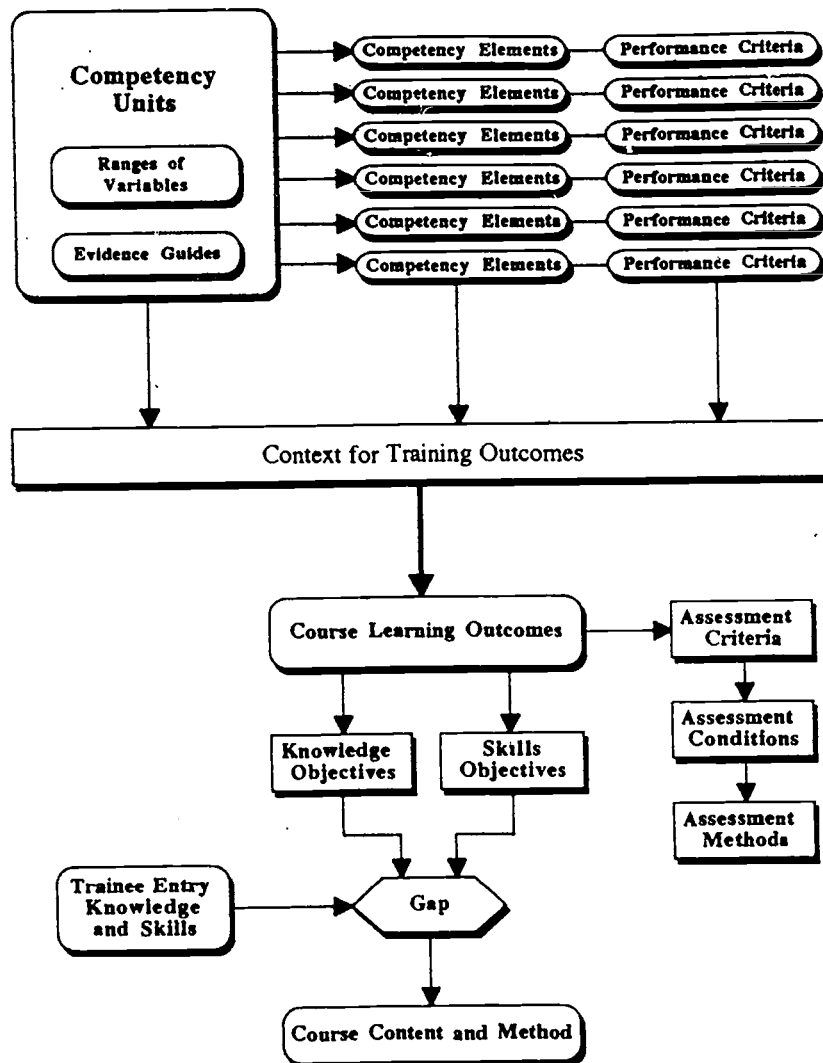 Competency
Units
Ranges of
Variables
Evidence Guides
Competency Elements
Performance Criteria
Competency Elements
Performance Criteria
Competency Elements
Performance Criteria
Competency Elements
Performance Criteria
Competency Elements
Performance Criteria
Competency Elements
Performance Criteria
Context for Training Outcomes
Course Learning Outcomes
Assessment
Criteria
Knowledge
Objectives
Skills
Objectives
Assessment
Conditions
Assessment
Methods
Trainee Entry
Knowledge
and Skills
Gap
Course Content and Method